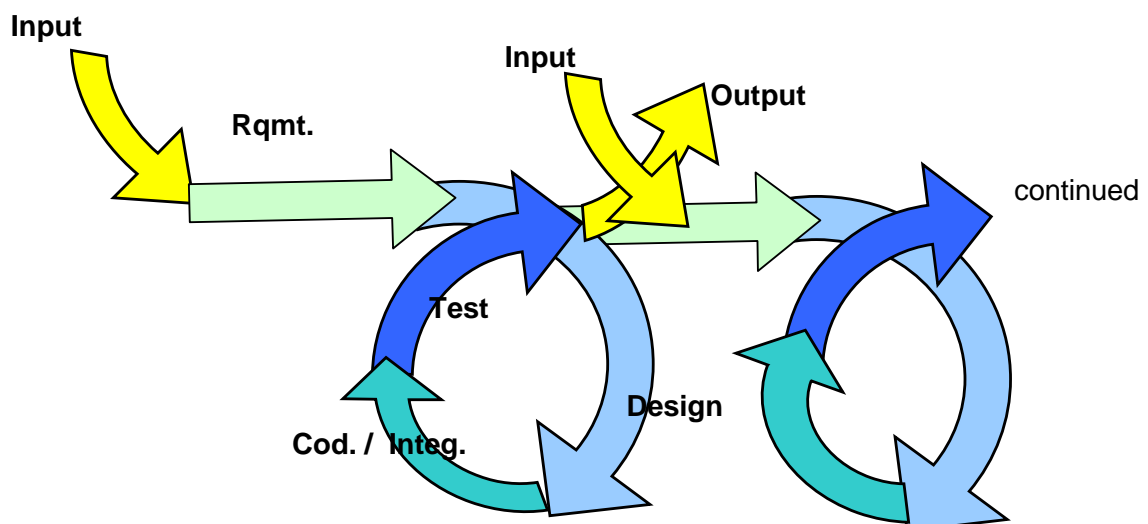 Input
Input
Output
Rqmt.
continued
Test
Design
Cod. / Integ.